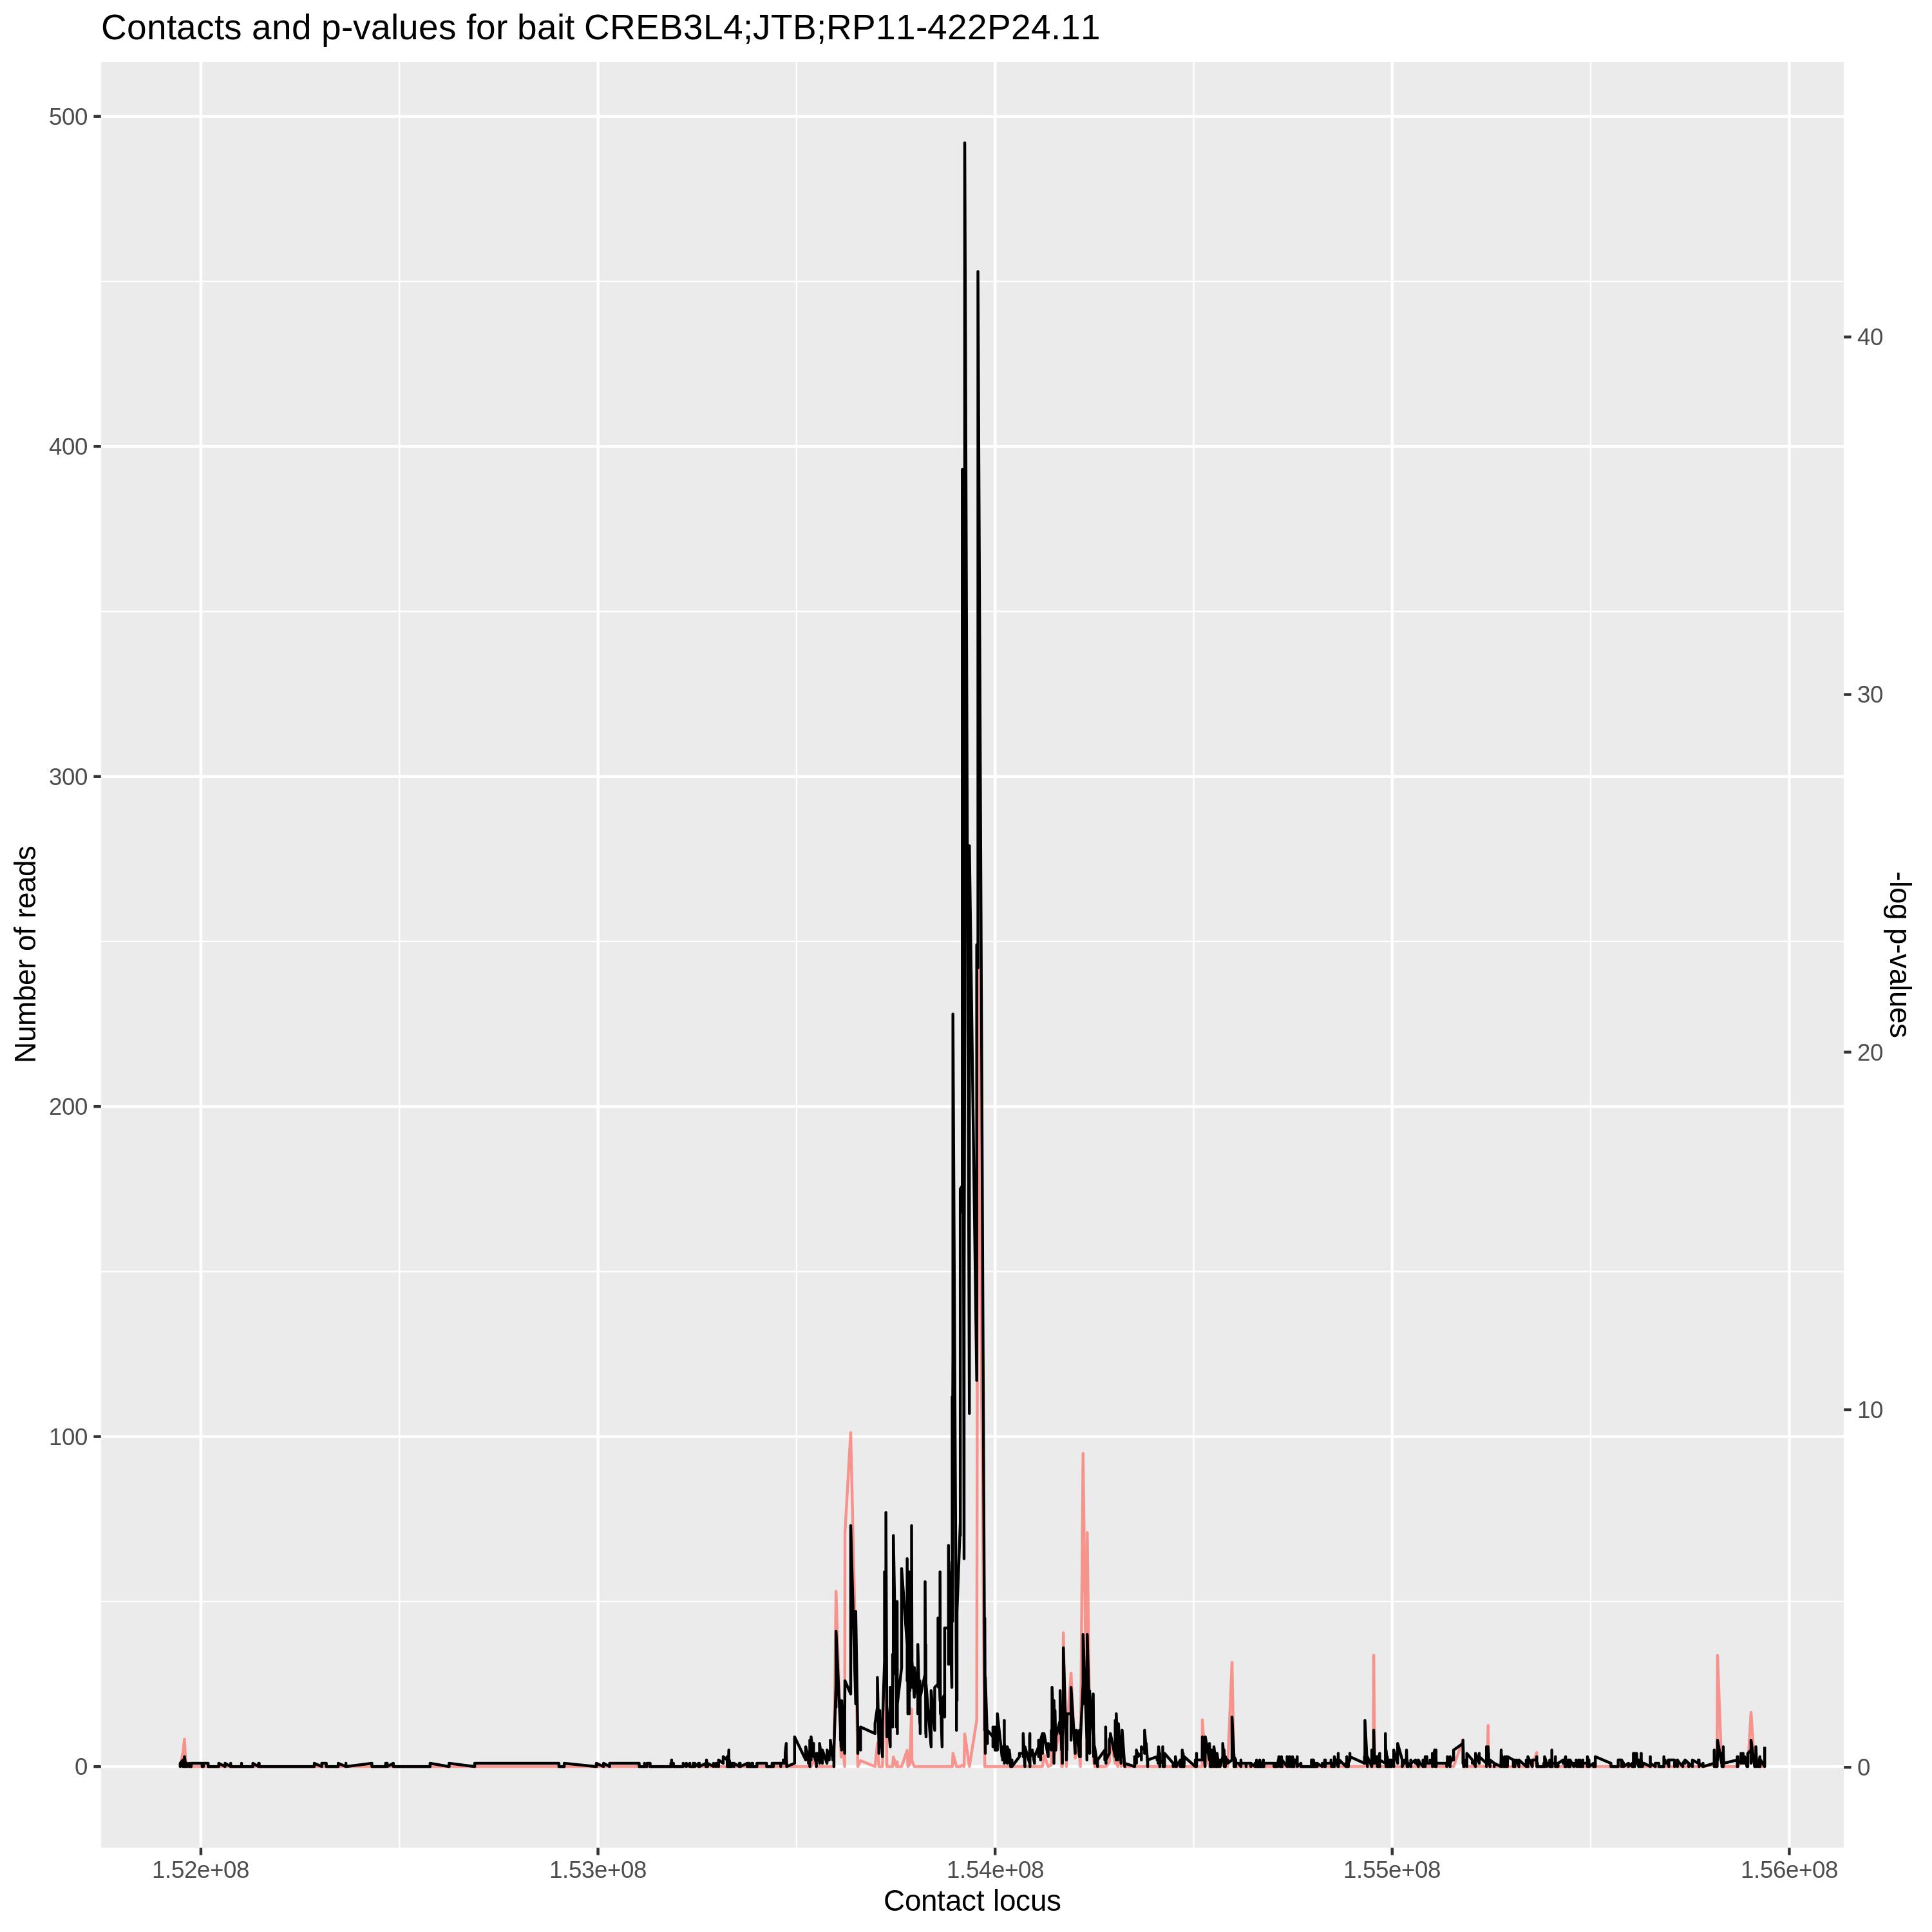 Contacts and p-values for bait CREB3L4;JTB;RP11-422P24.11
500
400
300
200
100
0
Number of reads
40
30
20
10
0
-log p-values
1.52e+08
1.53e+08
1.54e+08
1.55e+08
1.56e+08
Contact locus